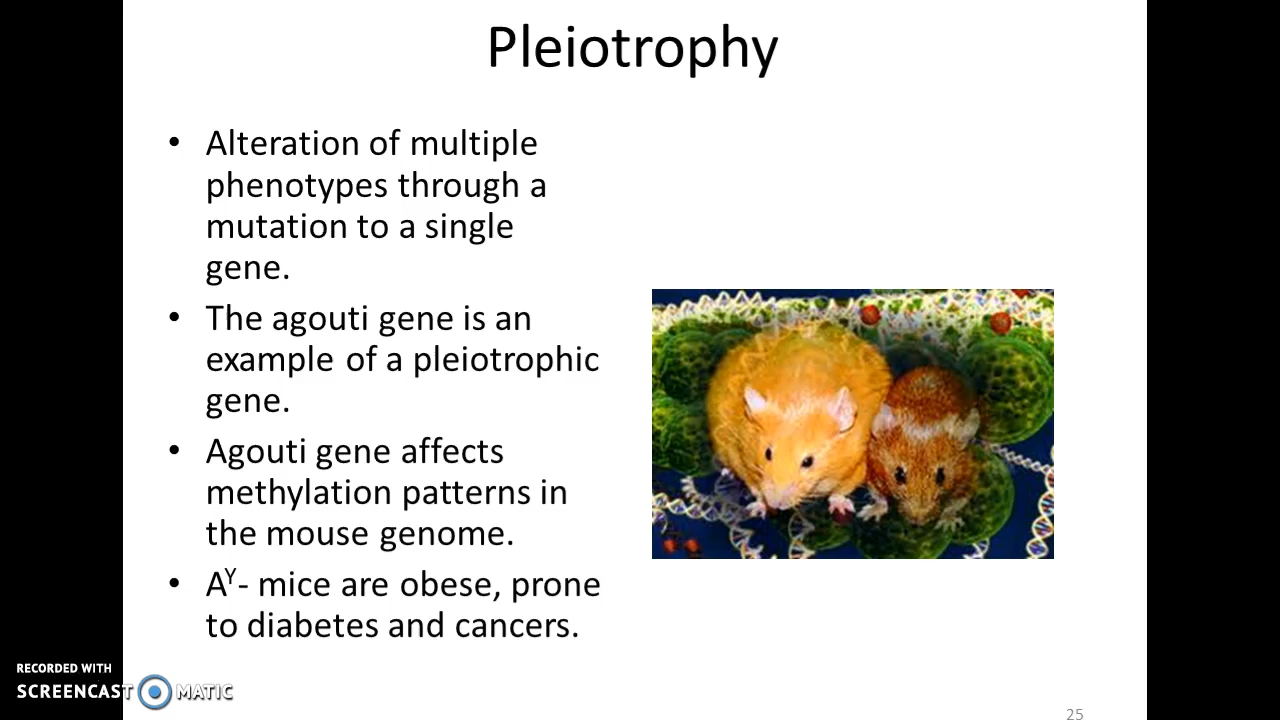 Pleiotrophy
• Alteration of multiple
phenotypes through a
mutation to a single
gene.
• The agouti gene is an
example of a pleiotrophic
gene.
• Agouti gene affects
methylation patterns in
the mouse genome.
• Aʸ- mice are obese, prone
to diabetes and cancers.
RECORDED WITH
SCREENCAST MATIC
25